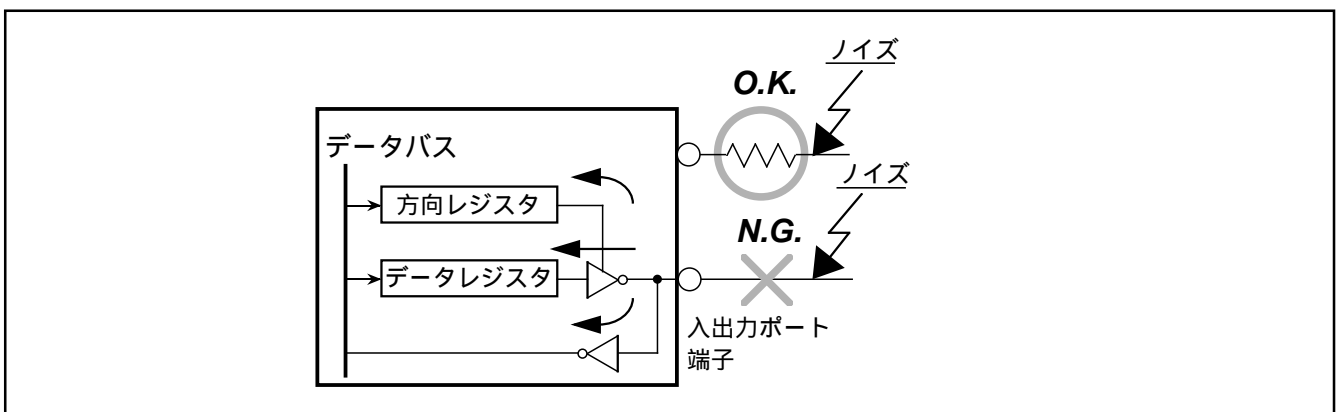 ノイズ
O.K.
データバス
ノイズ
方向レジスタ
N.G.
データレジスタ
入出力ポート
端子